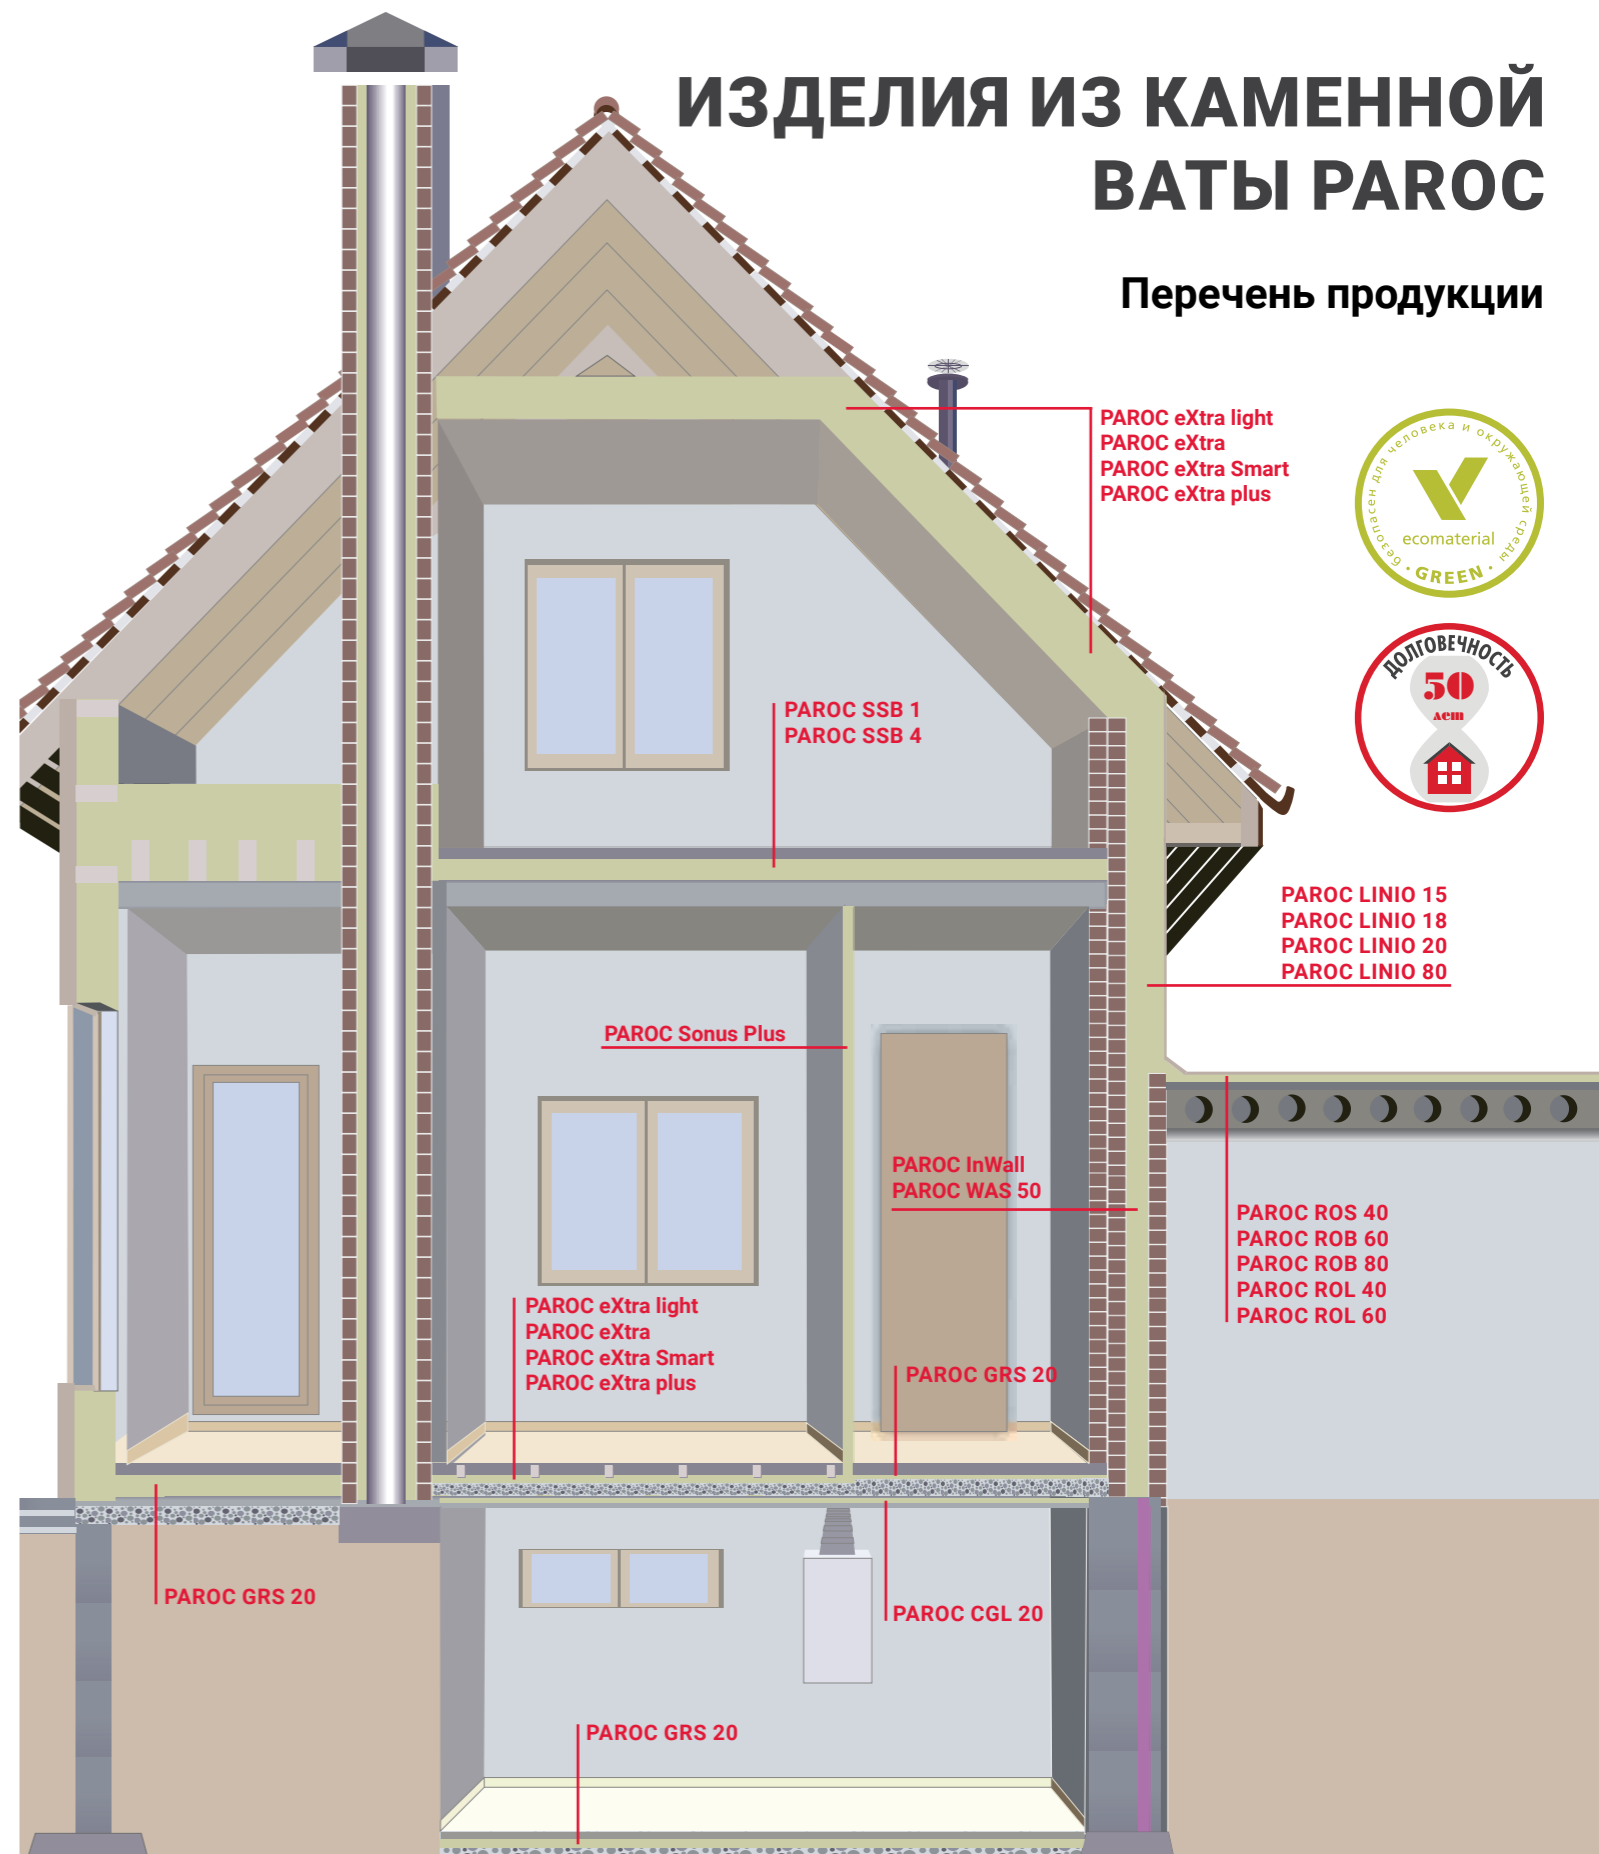 ИЗДЕЛИЯ ИЗ КАМЕННОЙ
ВАТЫ PAROC
Перечень продукции
PAROC eXtra light
PAROC eXtra
PAROC eXtra Smart
PAROC eXtra plus
безопасен для человека и окружающей среды
ecomaterial
· GREEN ·
ДОЛГОВЕЧНОСТЬ
50
лет
PAROC SSB 1
PAROC SSB 4
PAROC LINIO 15
PAROC LINIO 18
PAROC LINIO 20
PAROC LINIO 80
PAROC Sonus Plus
PAROC InWall
PAROC WAS 50
PAROC ROS 40
PAROC ROB 60
PAROC ROB 80
PAROC ROL 40
PAROC ROL 60
PAROC eXtra light
PAROC eXtra
PAROC eXtra Smart
PAROC eXtra plus
PAROC GRS 20
PAROC GRS 20
PAROC CGL 20
PAROC GRS 20